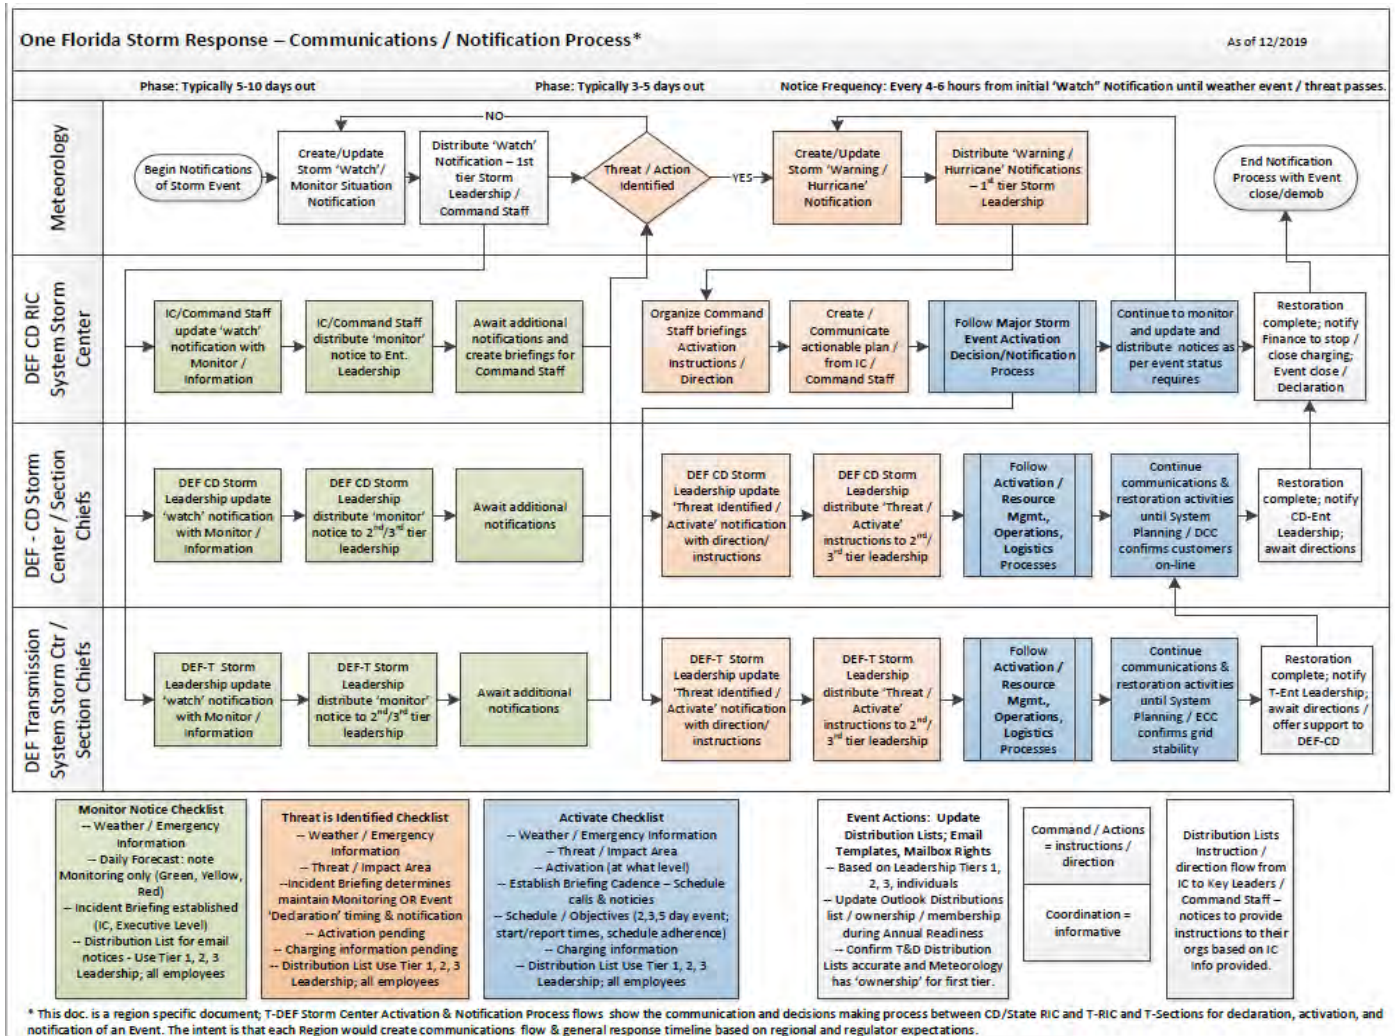 One Florida Storm Response – Communications / Notification Process*
As of 12/2019
Phase: Typically 5-10 days out
Phase: Typically 3-5 days out
Notice Frequency: Every 4-6 hours from initial 'Watch" Notification until weather event / threat passes.
Meteorology
Begin Notifications
of Storm Event
Create/Update
Storm 'Watch'/
Monitor Situation
Notification
Distribute 'Watch'
Notification – 1st
tier Storm
Leadership /
Command Staff
NO
Threat / Action
Identified
YES
Create/Update
Storm 'Warning /
Hurricane'
Notification
Distribute 'Warning /
Hurricane' Notifications
– 1st tier Storm
Leadership
End Notification
Process with Event
close/demob
DEF CD RIC
System Storm
Center
IC/Command Staff
update 'watch'
notification with
Monitor /
Information
IC/Command Staff
distribute 'monitor'
notice to Ent.
Leadership
Await additional
notifications and
create briefings for
Command Staff
Organize Command
Staff briefings
Activation
Instructions /
Direction
Create /
Communicate
actionable plan /
from IC /
Command Staff
Follow Major Storm
Event Activation
Decision/Notification
Process
Continue to monitor
and update and
distribute notices as
per event status
requires
Restoration
complete; notify
Finance to stop /
close charging;
Event close /
Declaration
DEF - CD Storm
Center / Section
Chiefs
DEF CD Storm
Leadership update
'watch' notification
with Monitor /
Information
DEF CD Storm
Leadership
distribute 'monitor'
notice to 2nd/3rd tier
leadership
Await additional
notifications
DEF CD Storm
Leadership update
'Threat Identified /
Activate' notification
with direction/
instructions
DEF CD Storm
Leadership
distribute 'Threat /
Activate'
instructions to 2nd/
3rd tier leadership
Follow
Activation /
Resource
Mgmt.,
Operations,
Logistics
Processes
Continue
communications &
restoration activities
until System
Planning / DCC
confirms customers
on-line
Restoration
complete; notify
CD-Ent
Leadership;
await directions
DEF Transmission
System Storm Ctr /
Section Chiefs
DEF-T Storm
Leadership update
'watch' notification
with Monitor /
Information
DEF-T Storm
Leadership
distribute 'monitor'
notice to 2nd/3rd tier
leadership
Await additional
notifications
DEF-T Storm
Leadership update
'Threat Identified /
Activate' notification
with direction/
instructions
DEF-T Storm
Leadership
distribute 'Threat /
Activate'
instructions to 2nd/
3rd tier leadership
Follow
Activation /
Resource
Mgmt.,
Operations,
Logistics
Processes
Continue
communications &
restoration activities
until System
Planning / ECC
confirms grid
stability
Restoration
complete; notify
T-Ent Leadership;
await directions /
offer support to
DEF-CD
Monitor Notice Checklist
-- Weather / Emergency
Information
-- Daily Forecast: note
Monitoring only (Green, Yellow,
Red)
-- Incident Briefing established
(IC, Executive Level)
-- Distribution List for email
notices - Use Tier 1, 2, 3
Leadership; all employees
Threat is Identified Checklist
-- Weather / Emergency
Information
-- Threat / Impact Area
--Incident Briefing determines
maintain Monitoring OR Event
'Declaration' timing & notification
-- Activation pending
-- Charging information pending
-- Distribution List Use Tier 1, 2, 3
Leadership; all employees
Activate Checklist
-- Weather / Emergency Information
-- Threat / Impact Area
-- Activation (at what level)
-- Establish Briefing Cadence – Schedule
calls & noticies
-- Schedule / Objectives (2,3,5 day event;
start/report times, schedule adherence)
-- Charging information
-- Distribution List Use Tier 1, 2, 3
Leadership; all employees
Event Actions: Update
Distribution Lists; Email
Templates, Mailbox Rights
-- Based on Leadership Tiers 1,
2, 3, individuals
-- Update Outlook Distributions
list / ownership / membership
during Annual Readiness
-- Confirm T&D Distribution
Lists accurate and Meteorology
has 'ownership' for first tier.
Command / Actions
= instructions /
direction
Coordination =
informative
Distribution Lists
Instruction /
direction flow from
IC to Key Leaders /
Command Staff –
notices to provide
instructions to their
orgs based on IC
Info provided.
* This doc. is a region specific document; T-DEF Storm Center Activation & Notification Process flows show the communication and decisions making process between CD/State RIC and T-RIC and T-Sections for declaration, activation, and
notification of an Event. The intent is that each Region would create communications flow & general response timeline based on regional and regulator expectations.